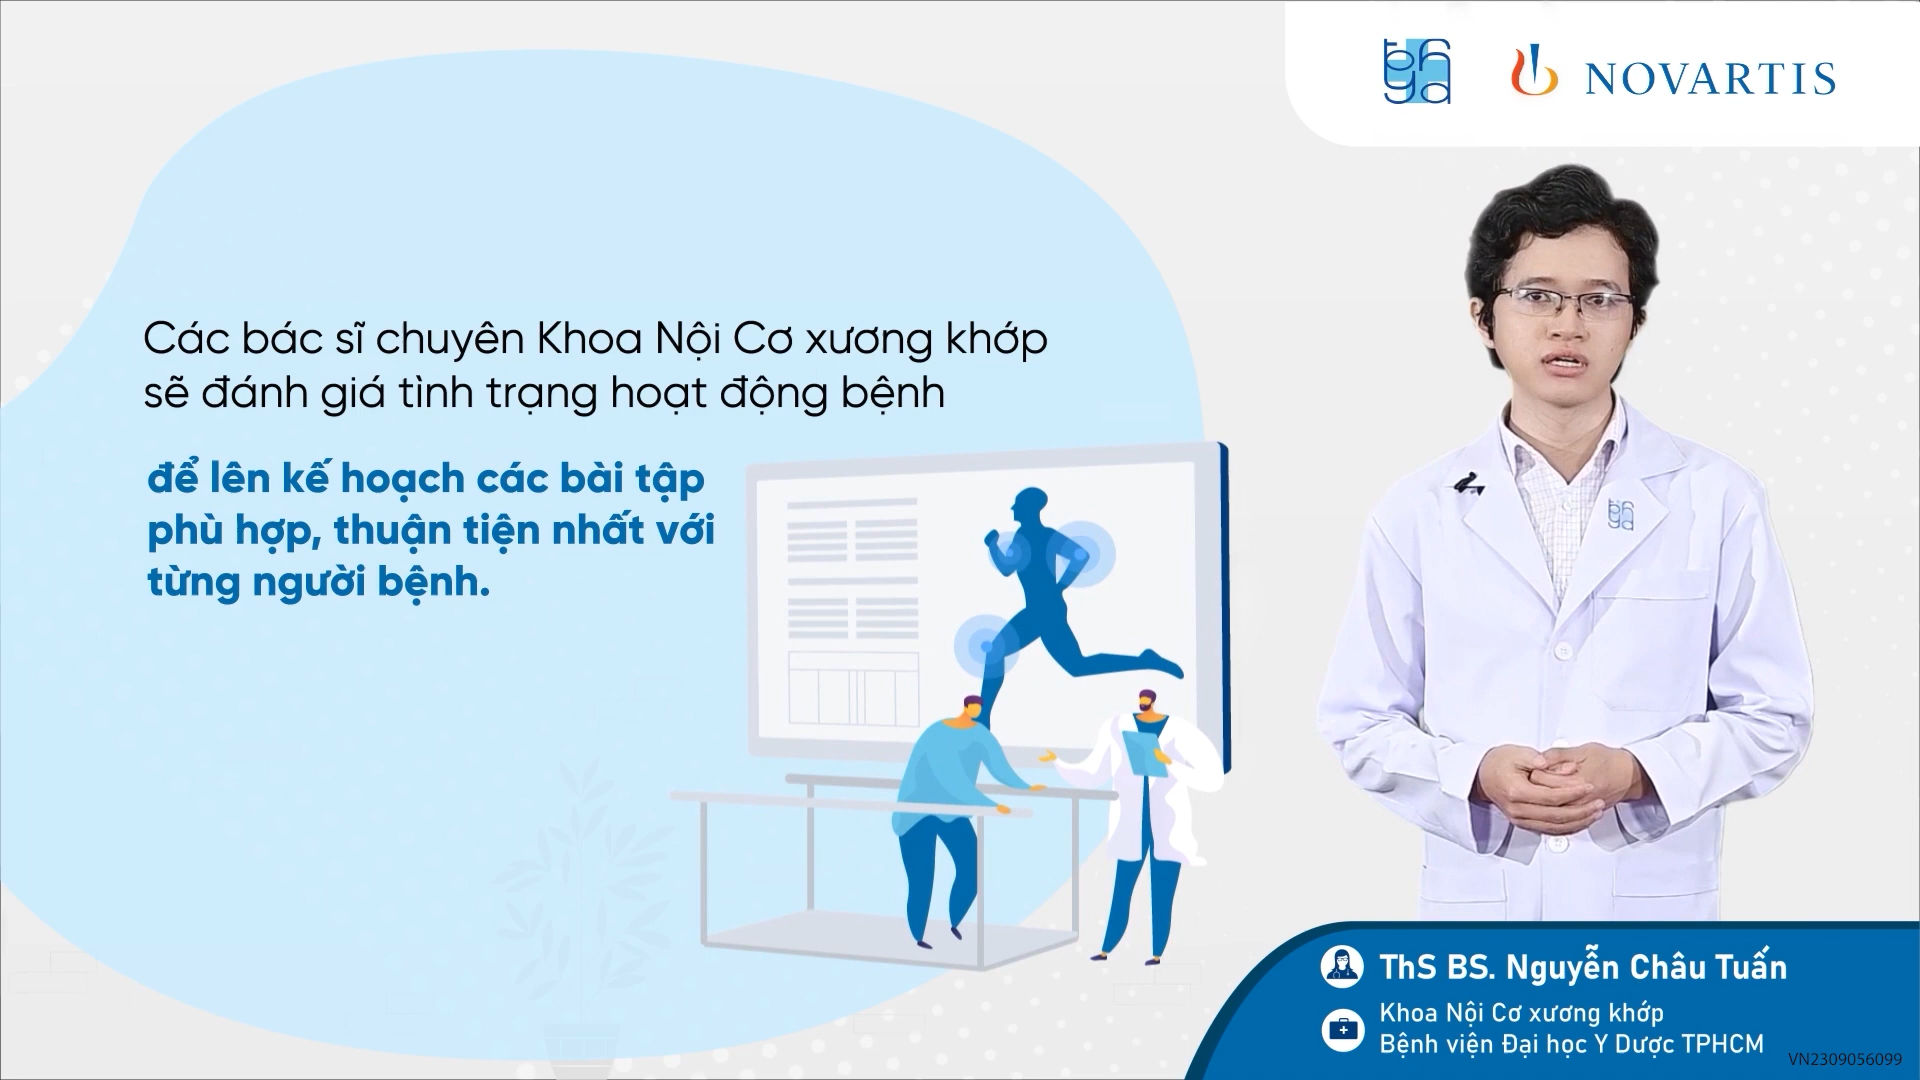 NOVARTIS
Các bác sĩ chuyên Khoa Nội Cơ xương khớp
sẽ đánh giá tình trạng hoạt động bệnh
để lên kế hoạch các bài tập
phù hợp, thuận tiện nhất với
từng người bệnh.
ThS BS. Nguyễn Châu Tuấn
Khoa Nội Cơ xương khớp
Bệnh viện Đại học Y Dược TPHCM
VN2309056099